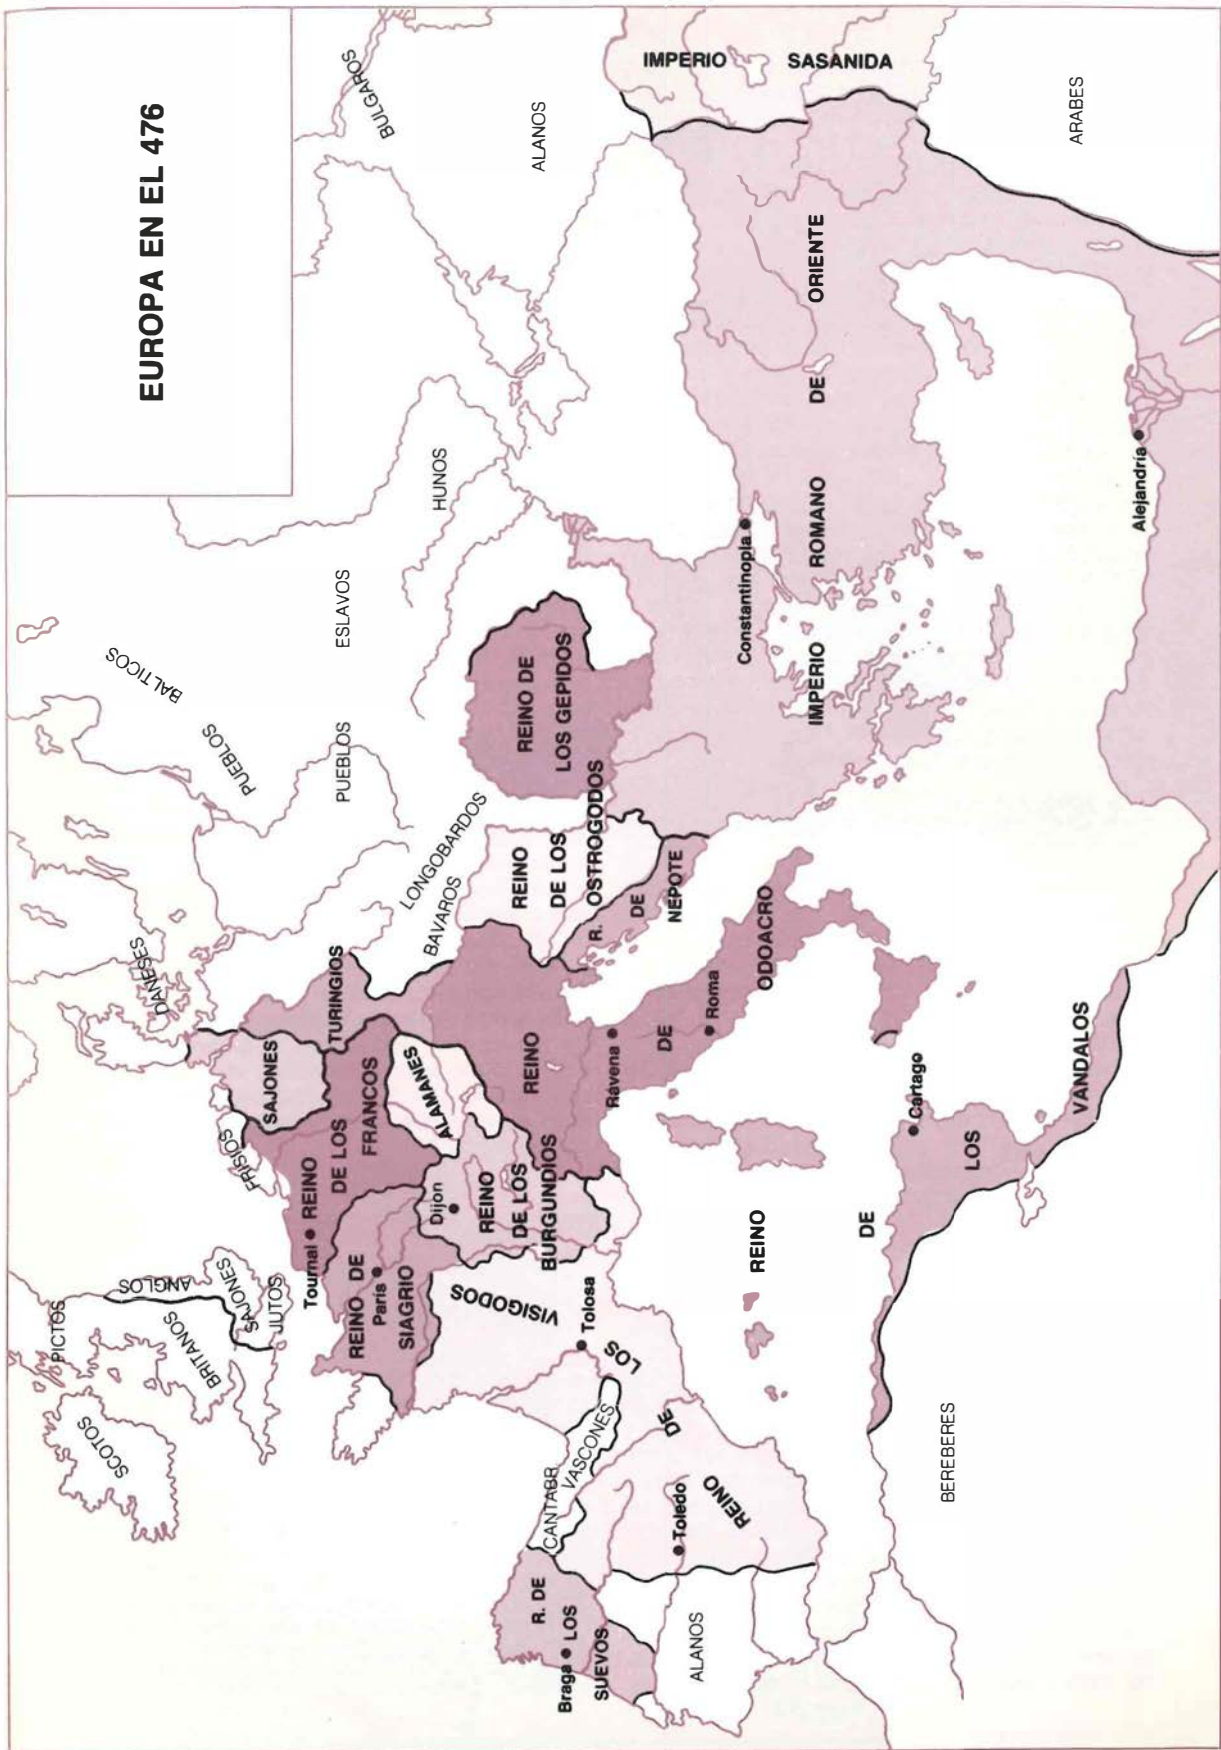 EUROPA EN EL 476
SCOTOS
PICTOS
BRITANOS
ANGLOS
SAJONES
JUTOS
DANESES
PUEBLOS BALTICOS
PUEBLOS ESLAVOS
HUNOS
BULGAROS
ALANOS
FRISIOS
SAJONES
TURINGIOS
LONGOBARDOS
BAVAROS
Tournal
REINO
DE LOS
FRANCOS
ALAMANES
REINO DE
París
SIAGRIO
Dijon
REINO
DE LOS
BURGUNDIOS
REINO
DE LOS
OSTROGODOS
REINO DE
LOS GEPIDOS
R. DE
NEPOTE
REINO DE ODOACRO
Rávena
Roma
REINO DE LOS VISIGODOS
Tolosa
Toledo
CANTABR.
VASCONES
R. DE
LOS
SUEVOS
Braga
ALANOS
REINO DE LOS VANDALOS
Cartago
BEREBERES
IMPERIO ROMANO DE ORIENTE
Constantinopla
Alejandría
IMPERIO SASANIDA
ARABES